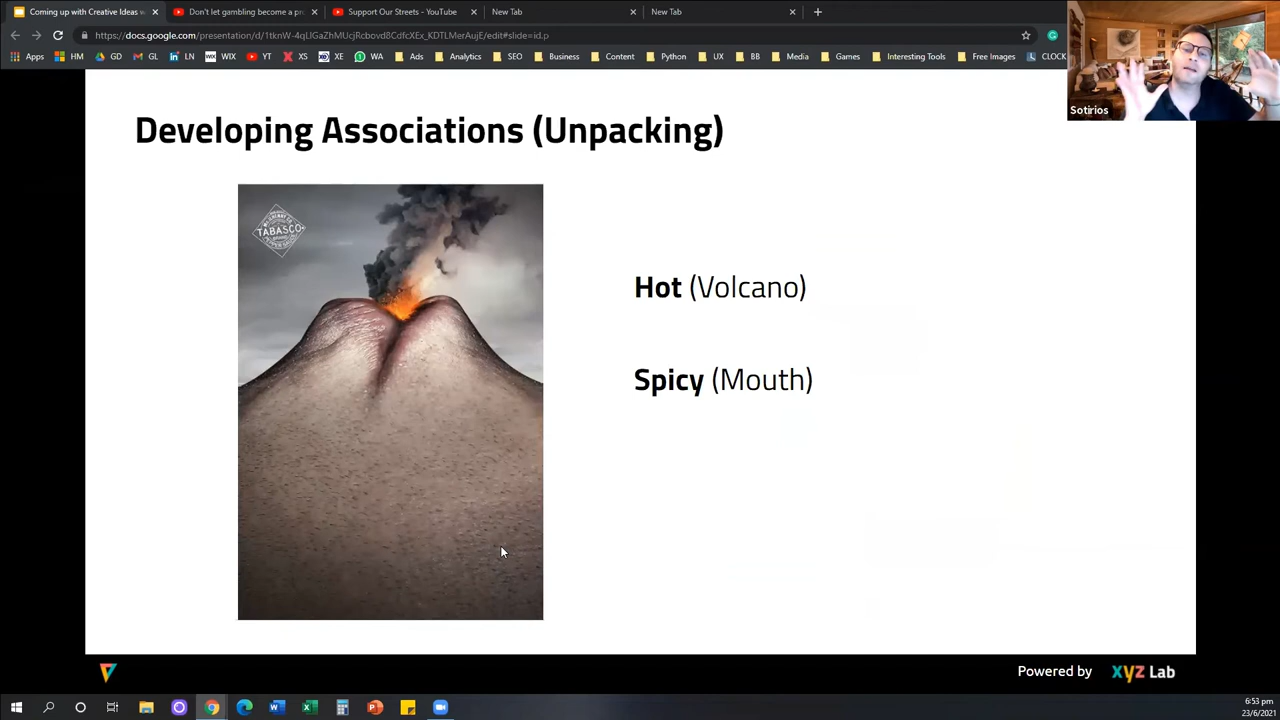 Coming up with Creative Ideas w
Don't let gambling become a pr
Support Our Streets - YouTube
New Tab
New Tab
https://docs.google.com/presentation/d/1tknW-4qLlGaZhMUcjRcbovd8CdfcXEx_KDTLMerAujE/edit#slide=id.p
Apps HM GD GL LN WIX YT XS XE WA Ads Analytics SEO Business Content Python UX BB Media Games Interesting Tools Free Images CLOCK
Sotirios
Developing Associations (Unpacking)
TABASCO
Hot (Volcano)
Spicy (Mouth)
Powered by XYZ Lab
6:53 pm
23/6/2021